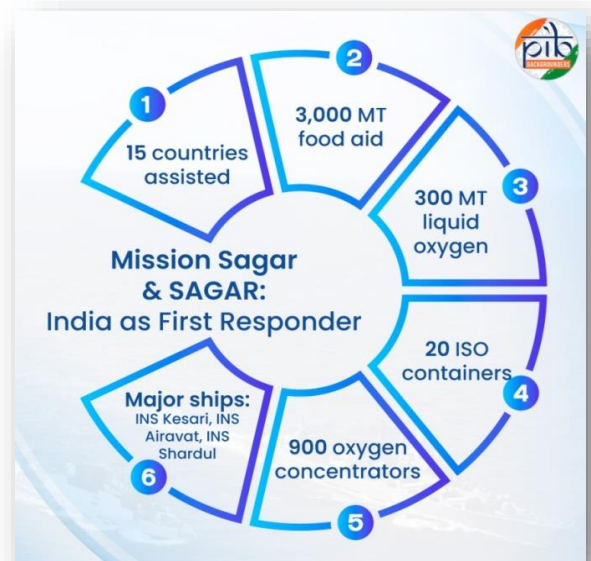 pib
BACKGROUNDERS
1
15 countries
assisted
2
3,000 MT
food aid
3
300 MT
liquid
oxygen
Mission Sagar
& SAGAR:
India as First Responder
20 ISO
containers
4
900 oxygen
concentrators
5
Major ships:
INS Kesari, INS
Airavat, INS
Shardul
6